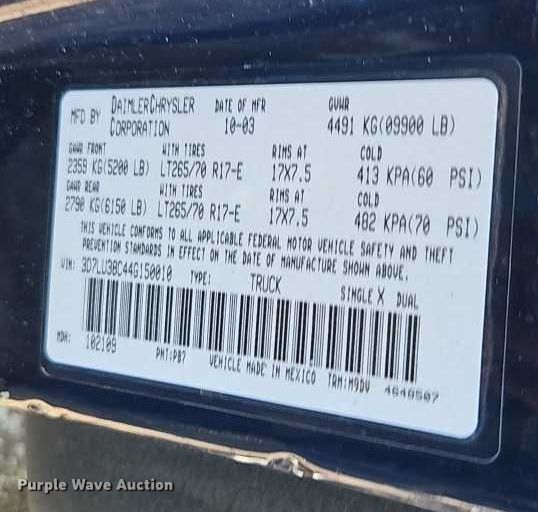 MFD BY DAIMLERCHRYSLER CORPORATION DATE OF MFR 10-03 GVWR 4491 KG(09900 LB)
GAWR FRONT WITH TIRES RIMS AT COLD
2359 KG(5200 LB) LT265/70 R17-E 17X7.5 413 KPA(60 PSI)
GAWR REAR WITH TIRES RIMS AT COLD
2790 KG(6150 LB) LT265/70 R17-E 17X7.5 482 KPA(70 PSI)
THIS VEHICLE CONFORMS TO ALL APPLICABLE FEDERAL MOTOR VEHICLE SAFETY AND THEFT
PREVENTION STANDARDS IN EFFECT ON THE DATE OF MANUFACTURE SHOWN ABOVE.
VIN: 3D7LU38C44G150010 TYPE: TRUCK SINGLE X DUAL
MDH: 102109 PNT:PB7 VEHICLE MADE IN MEXICO TRM:M9DV 4648507
Purple Wave Auction